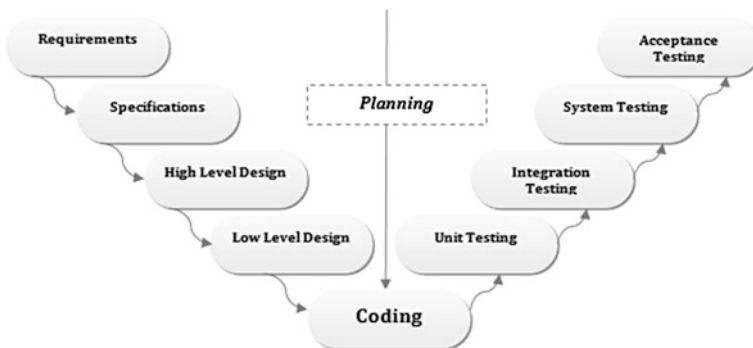 Requirements
Specifications
High Level Design
Low Level Design
Planning
Coding
Unit Testing
Integration
Testing
System Testing
Acceptance
Testing